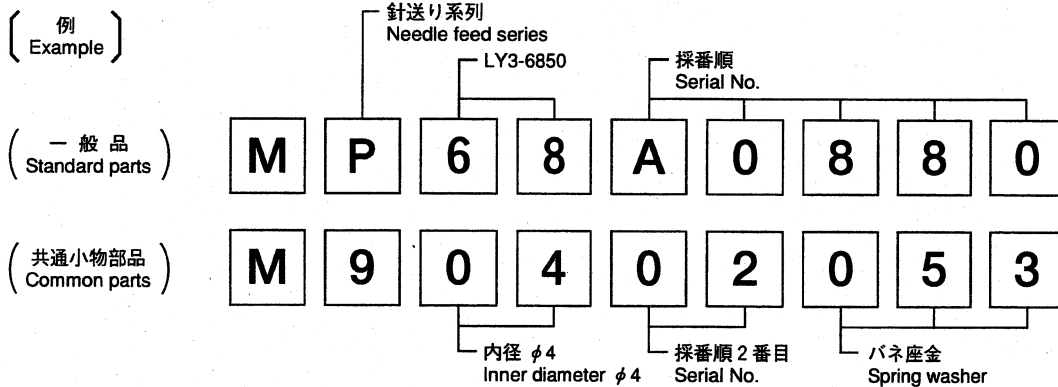 例
Example
針送り系列
Needle feed series
LY3-6850
採番順
Serial No.
一般品
Standard parts
M P 6 8 A 0 8 8 0
共通小物部品
Common parts
M 9 0 4 0 2 0 5 3
内径 φ4
Inner diameter φ4
採番順2番目
Serial No.
バネ座金
Spring washer